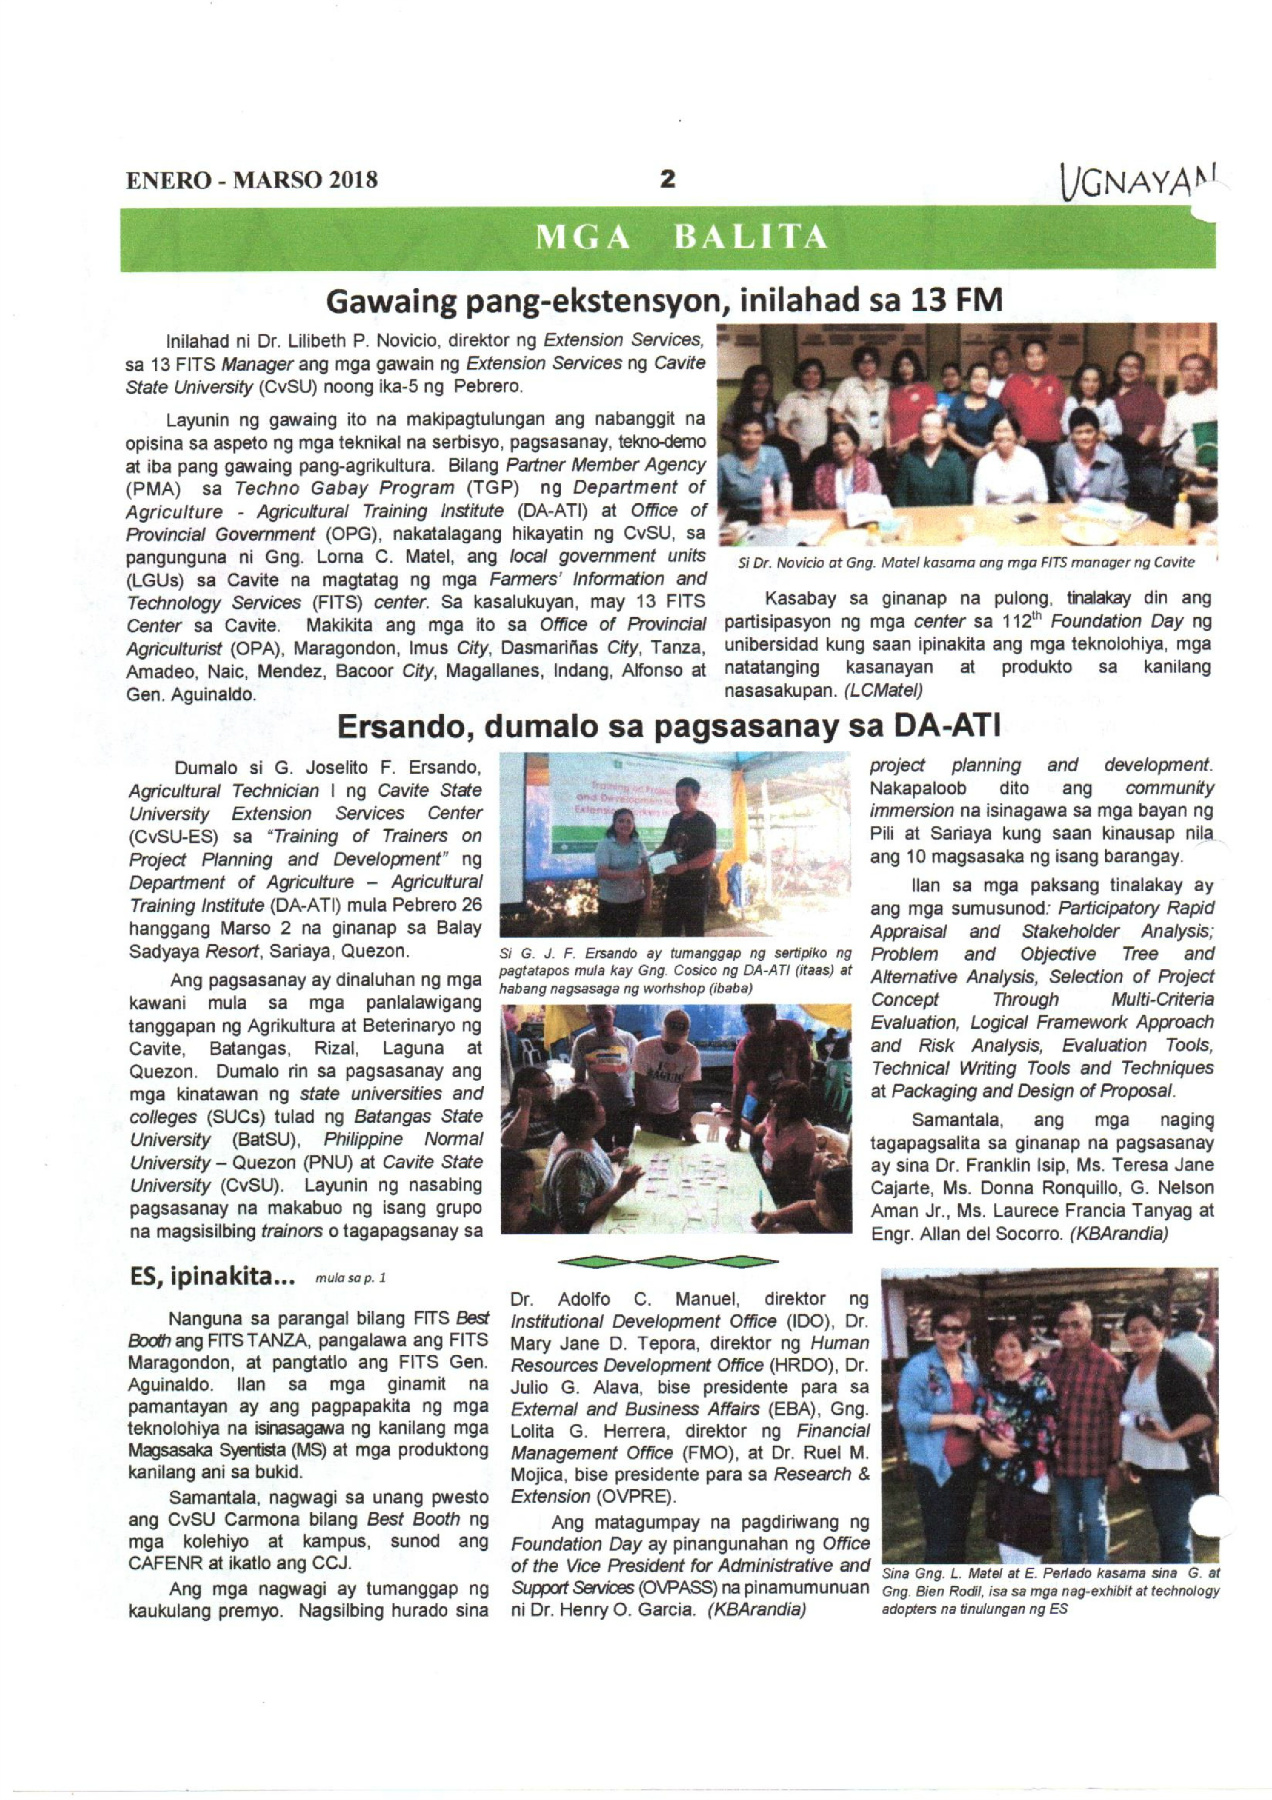 ENERO - MARSO 2018
2
UGNAYAN
MGA BALITA
Gawaing pang-ekstensyon, inilahad sa 13 FM
Inilahad ni Dr. Lilibeth P. Novicio, direktor ng Extension Services,
sa 13 FITS Manager ang mga gawain ng Extension Services ng Cavite
State University (CvSU) noong ika-5 ng Pebrero.
Layunin ng gawaing ito na makipagtulungan ang nabanggit na
opisina sa aspeto ng mga teknikal na serbisyo, pagsasanay, tekno-demo
at iba pang gawaing pang-agrikultura. Bilang Partner Member Agency
(PMA) sa Techno Gabay Program (TGP) ng Department of
Agriculture - Agricultural Training Institute (DA-ATI) at Office of
Provincial Government (OPG), nakatalagang hikayatin ng CvSU, sa
pangunguna ni Gng. Lorna C. Matel, ang local government units
(LGUs) sa Cavite na magtatag ng mga Farmers' Information and
Technology Services (FITS) center. Sa kasalukuyan, may 13 FITS
Center sa Cavite. Makikita ang mga ito sa Office of Provincial
Agriculturist (OPA), Maragondon, Imus City, Dasmariñas City, Tanza,
Amadeo, Naic, Mendez, Bacoor City, Magallanes, Indang, Alfonso at
Gen. Aguinaldo.
Si Dr. Novicio at Gng. Matel kasama ang mga FITS manager ng Cavite
Kasabay sa ginanap na pulong, tinalakay din ang
partisipasyon ng mga center sa 112th Foundation Day ng
unibersidad kung saan ipinakita ang mga teknolohiya, mga
natatanging kasanayan at produkto sa kanilang
nasasakupan. (LCMatel)
Ersando, dumalo sa pagsasanay sa DA-ATI
Dumalo si G. Joselito F. Ersando,
Agricultural Technician I ng Cavite State
University Extension Services Center
(CvSU-ES) sa “Training of Trainers on
Project Planning and Development” ng
Department of Agriculture – Agricultural
Training Institute (DA-ATI) mula Pebrero 26
hanggang Marso 2 na ginanap sa Balay
Sadyaya Resort, Sariaya, Quezon.
Ang pagsasanay ay dinaluhan ng mga
kawani mula sa mga panlalawigang
tanggapan ng Agrikultura at Beterinaryo ng
Cavite, Batangas, Rizal, Laguna at
Quezon. Dumalo rin sa pagsasanay ang
mga kinatawan ng state universities and
colleges (SUCs) tulad ng Batangas State
University (BatSU), Philippine Normal
University – Quezon (PNU) at Cavite State
University (CvSU). Layunin ng nasabing
pagsasanay na makabuo ng isang grupo
na magsisilbing trainors o tagapagsanay sa
Si G. J. F. Ersando ay tumanggap ng sertipiko ng
pagtatapos mula kay Gng. Cosico ng DA-ATI (itaas) at
habang nagsasaga ng worhshop (ibaba)
project planning and development.
Nakapaloob dito ang community
immersion na isinagawa sa mga bayan ng
Pili at Sariaya kung saan kinausap nila
ang 10 magsasaka ng isang barangay.
Ilan sa mga paksang tinalakay ay
ang mga sumusunod: Participatory Rapid
Appraisal and Stakeholder Analysis;
Problem and Objective Tree and
Alternative Analysis, Selection of Project
Concept Through Multi-Criteria
Evaluation, Logical Framework Approach
and Risk Analysis, Evaluation Tools,
Technical Writing Tools and Techniques
at Packaging and Design of Proposal.
Samantala, ang mga naging
tagapagsalita sa ginanap na pagsasanay
ay sina Dr. Franklin Isip, Ms. Teresa Jane
Cajarte, Ms. Donna Ronquillo, G. Nelson
Aman Jr., Ms. Laurece Francia Tanyag at
Engr. Allan del Socorro. (KBArandia)
ES, ipinakita... mula sa p. 1
Nanguna sa parangal bilang FITS Best
Booth ang FITS TANZA, pangalawa ang FITS
Maragondon, at pangtatlo ang FITS Gen.
Aguinaldo. Ilan sa mga ginamit na
pamantayan ay ang pagpapakita ng mga
teknolohiya na isinasagawa ng kanilang mga
Magsasaka Syentista (MS) at mga produktong
kanilang ani sa bukid.
Samantala, nagwagi sa unang pwesto
ang CvSU Carmona bilang Best Booth ng
mga kolehiyo at kampus, sunod ang
CAFENR at ikatlo ang CCJ.
Ang mga nagwagi ay tumanggap ng
kaukulang premyo. Nagsilbing hurado sina
Dr. Adolfo C. Manuel, direktor ng
Institutional Development Office (IDO), Dr.
Mary Jane D. Tepora, direktor ng Human
Resources Development Office (HRDO), Dr.
Julio G. Alava, bise presidente para sa
External and Business Affairs (EBA), Gng.
Lolita G. Herrera, direktor ng Financial
Management Office (FMO), at Dr. Ruel M.
Mojica, bise presidente para sa Research &
Extension (OVPRE).
Ang matagumpay na pagdiriwang ng
Foundation Day ay pinangunahan ng Office
of the Vice President for Administrative and
Support Services (OVPASS) na pinamumunuan
ni Dr. Henry O. Garcia. (KBArandia)
Sina Gng. L. Matel at E. Perlado kasama sina G. at
Gng. Bien Rodil, isa sa mga nag-exhibit at technology
adopters na tinulungan ng ES